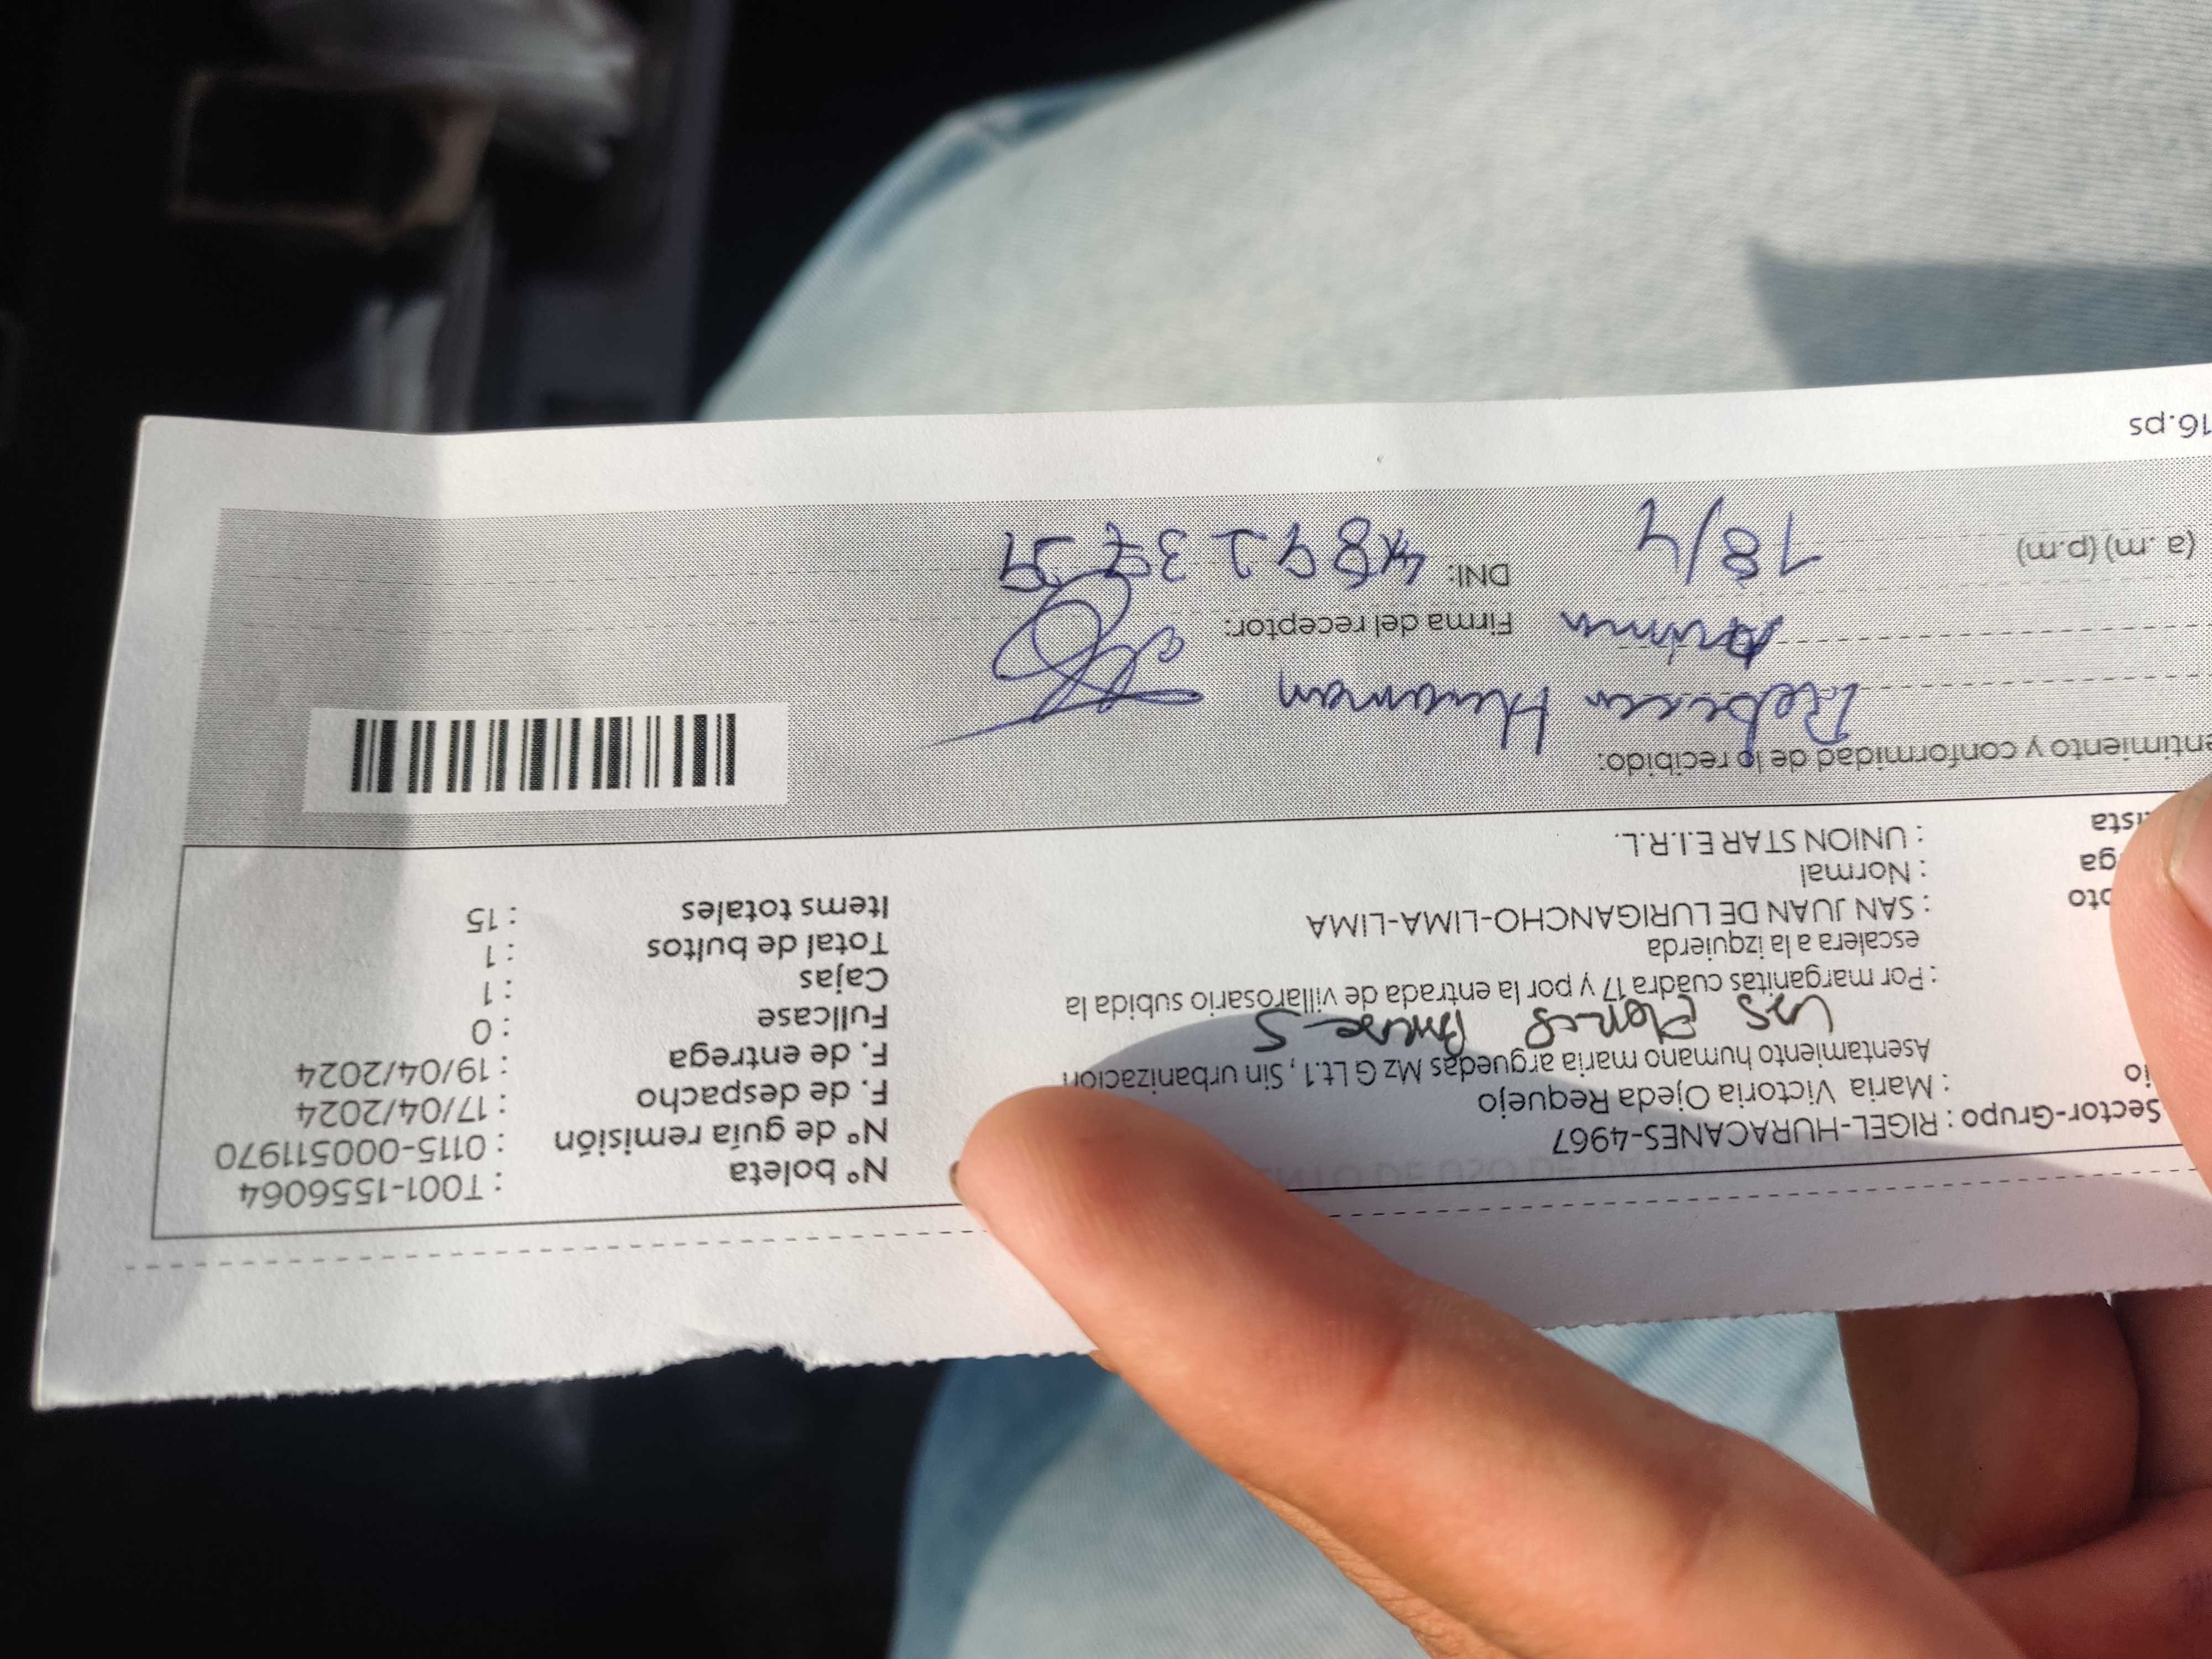 Sector-Grupo : RIGEL-HURACANES-4967
io : Maria Victoria Ojeda Requejo
Asentamiento humano maria arguedas Mz G Lt.1, Sin urbanizacion
Las Flores
: Por marganitas cuadra 17 y por la entrada de villarosario subida la
escalera a la izquierda
oto : SAN JUAN DE LURIGANCHO-LIMA-LIMA
ga : Normal
ista : UNION STAR E.I.R.L.
N° boleta : T001-1556064
N° de guía remisión : 0115-000511970
F. de despacho : 17/04/2024
F. de entrega : 19/04/2024
Fullcase : 0
Cajas : 1
Total de bultos : 1
Items totales : 15
entimiento y conformidad de lo recibido:
Rebeca Huaman
Firma del receptor:
(a.m) (p.m) 18/4 DNI:
16.ps